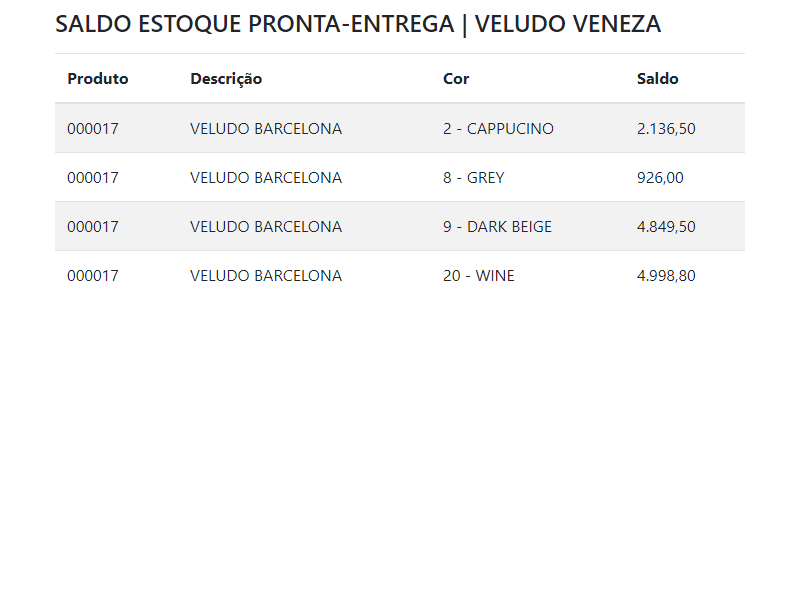 SALDO ESTOQUE PRONTA-ENTREGA | VELUDO VENEZA
Produto Descrição Cor Saldo
000017 VELUDO BARCELONA 2 - CAPPUCINO 2.136,50
000017 VELUDO BARCELONA 8 - GREY 926,00
000017 VELUDO BARCELONA 9 - DARK BEIGE 4.849,50
000017 VELUDO BARCELONA 20 - WINE 4.998,80